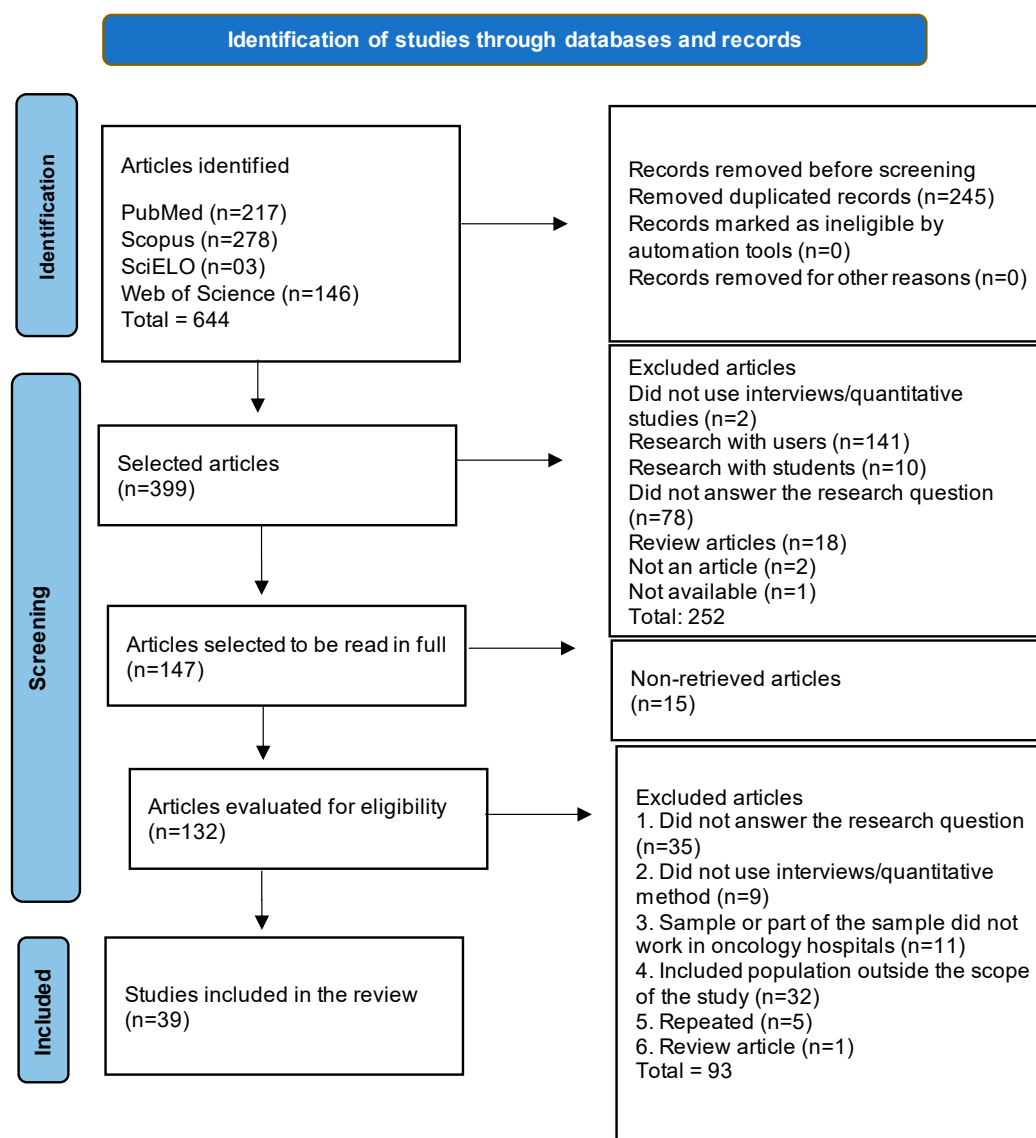 Identification of studies through databases and records
Identification
Articles identified
PubMed (n=217)
Scopus (n=278)
SciELO (n=03)
Web of Science (n=146)
Total = 644
Records removed before screening
Removed duplicated records (n=245)
Records marked as ineligible by
automation tools (n=0)
Records removed for other reasons (n=0)
Screening
Selected articles
(n=399)
Excluded articles
Did not use interviews/quantitative
studies (n=2)
Research with users (n=141)
Research with students (n=10)
Did not answer the research question
(n=78)
Review articles (n=18)
Not an article (n=2)
Not available (n=1)
Total: 252
Articles selected to be read in full
(n=147)
Non-retrieved articles
(n=15)
Articles evaluated for eligibility
(n=132)
Excluded articles
1. Did not answer the research question
(n=35)
2. Did not use interviews/quantitative
method (n=9)
3. Sample or part of the sample did not
work in oncology hospitals (n=11)
4. Included population outside the scope
of the study (n=32)
5. Repeated (n=5)
6. Review article (n=1)
Total = 93
Included
Studies included in the review
(n=39)